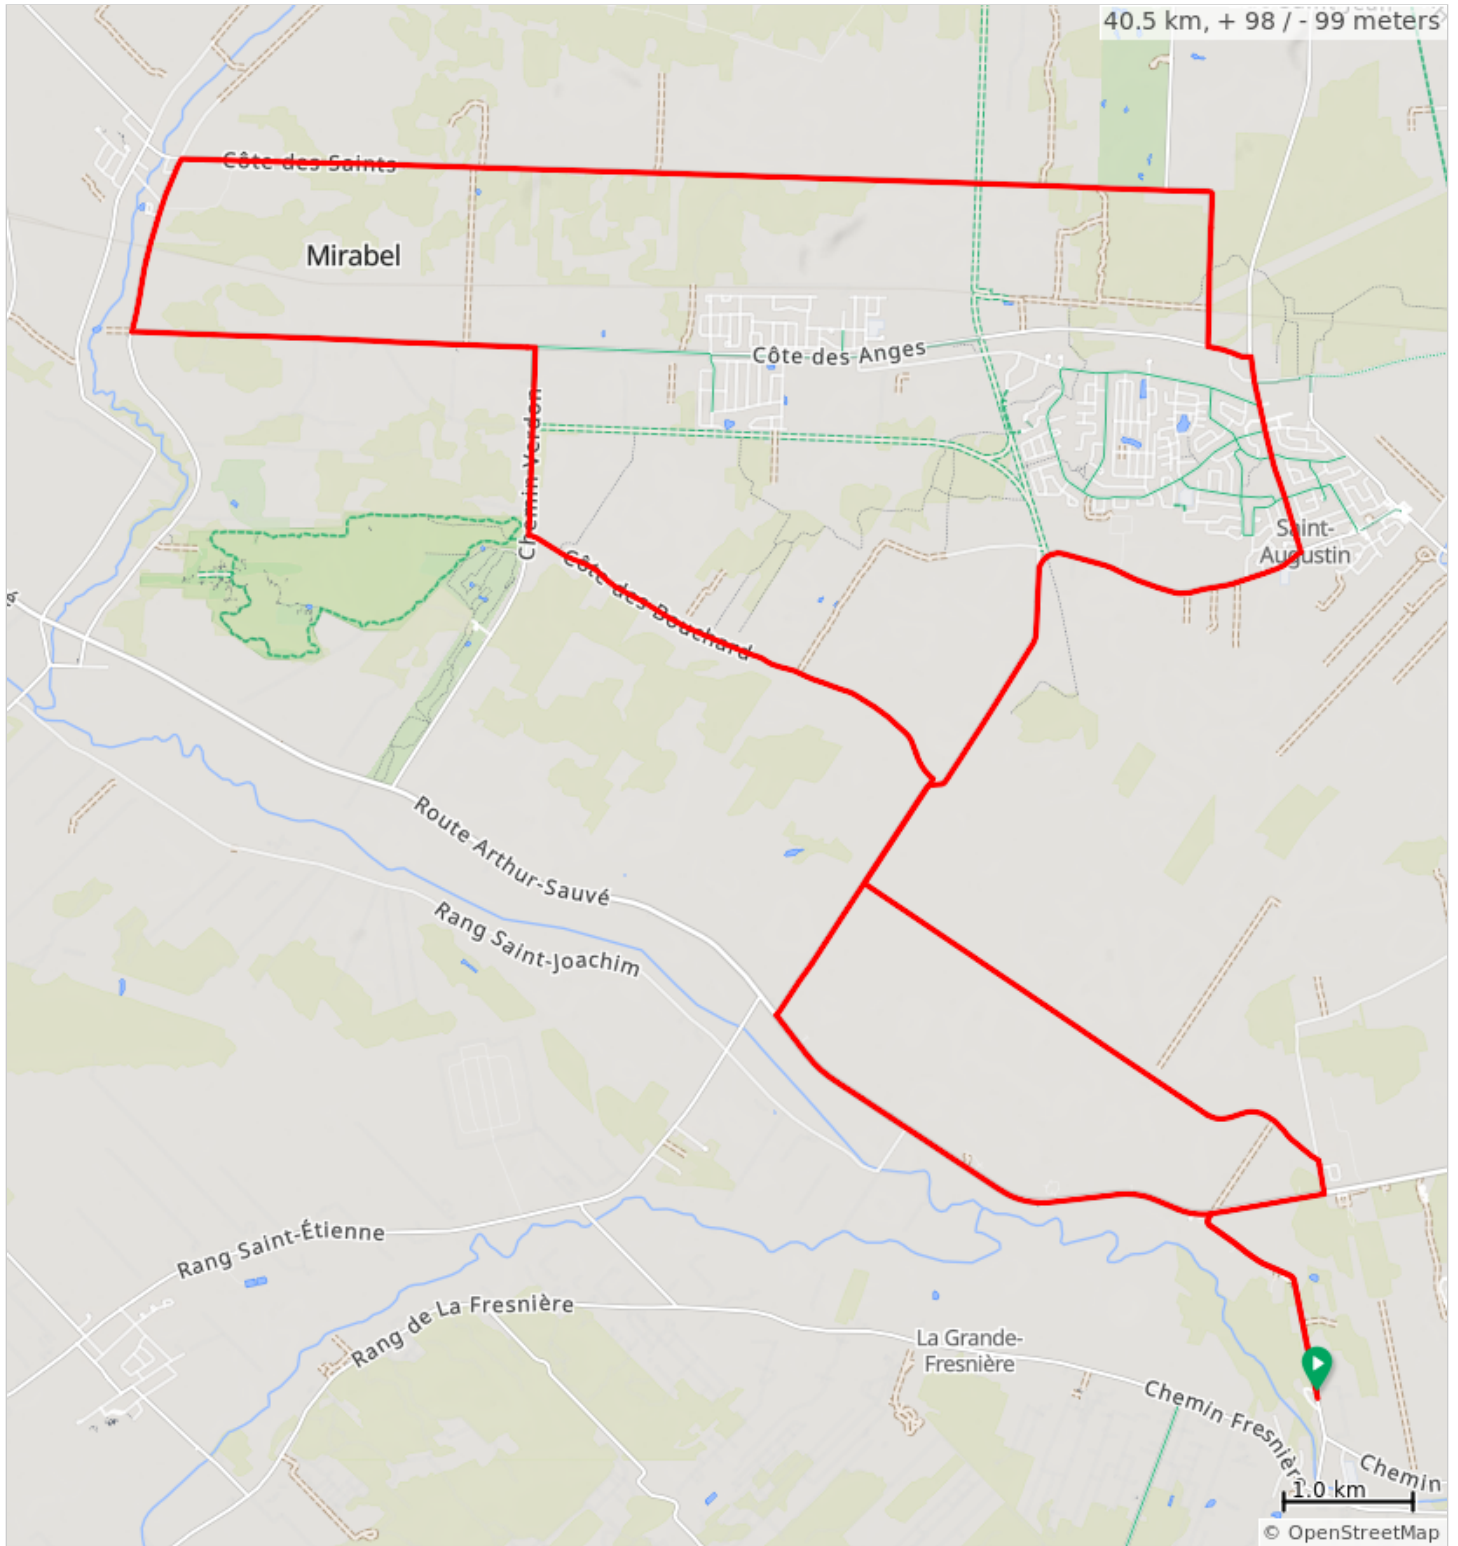 40.5 km, + 98 / - 99 meters
Côte des Saints
Mirabel
Côte des Anges
Chemin Verdon
Saint-
Augustin
Côte des Bouchard
Route Arthur-Sauvé
Rang Saint-Joachim
Rang Saint-Étienne
Rang de La Fresnière
La Grande-
Fresnière
Chemin Fresnière
Chemin
1.0 km
© OpenStreetMap